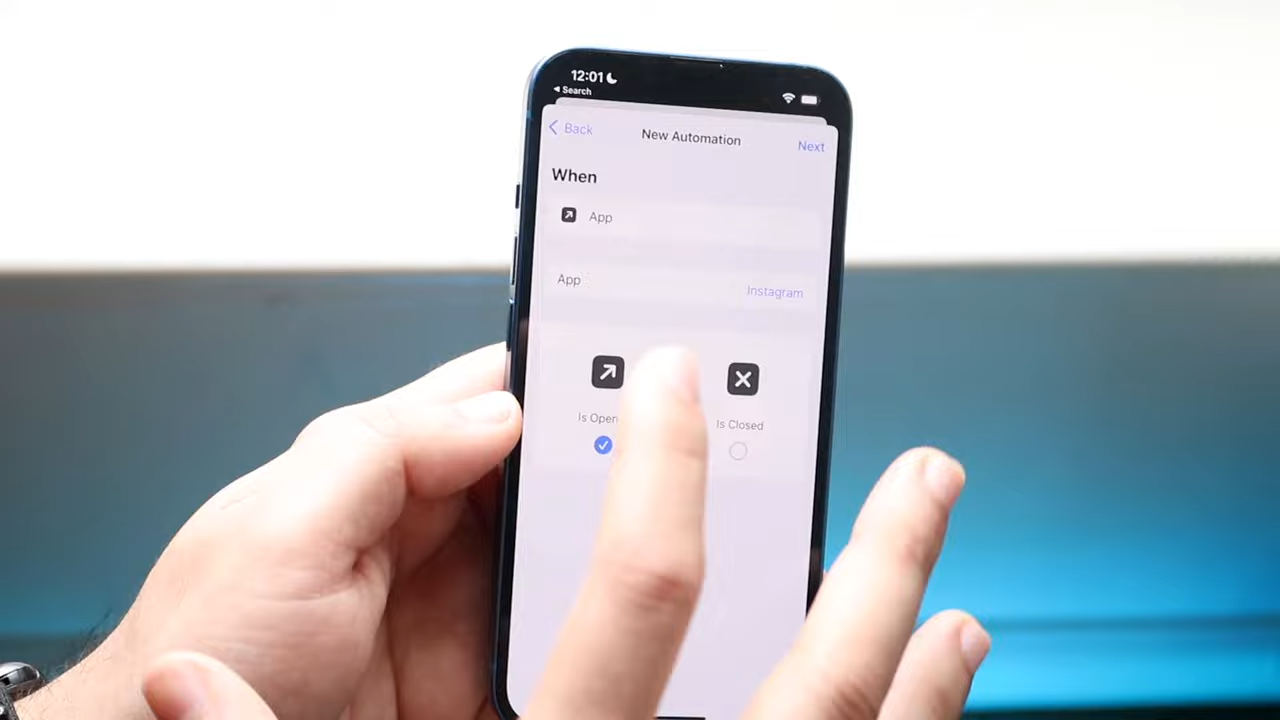 12:01
Search
Back
New Automation
Next
When
App
App
Instagram
Is Open
Is Closed